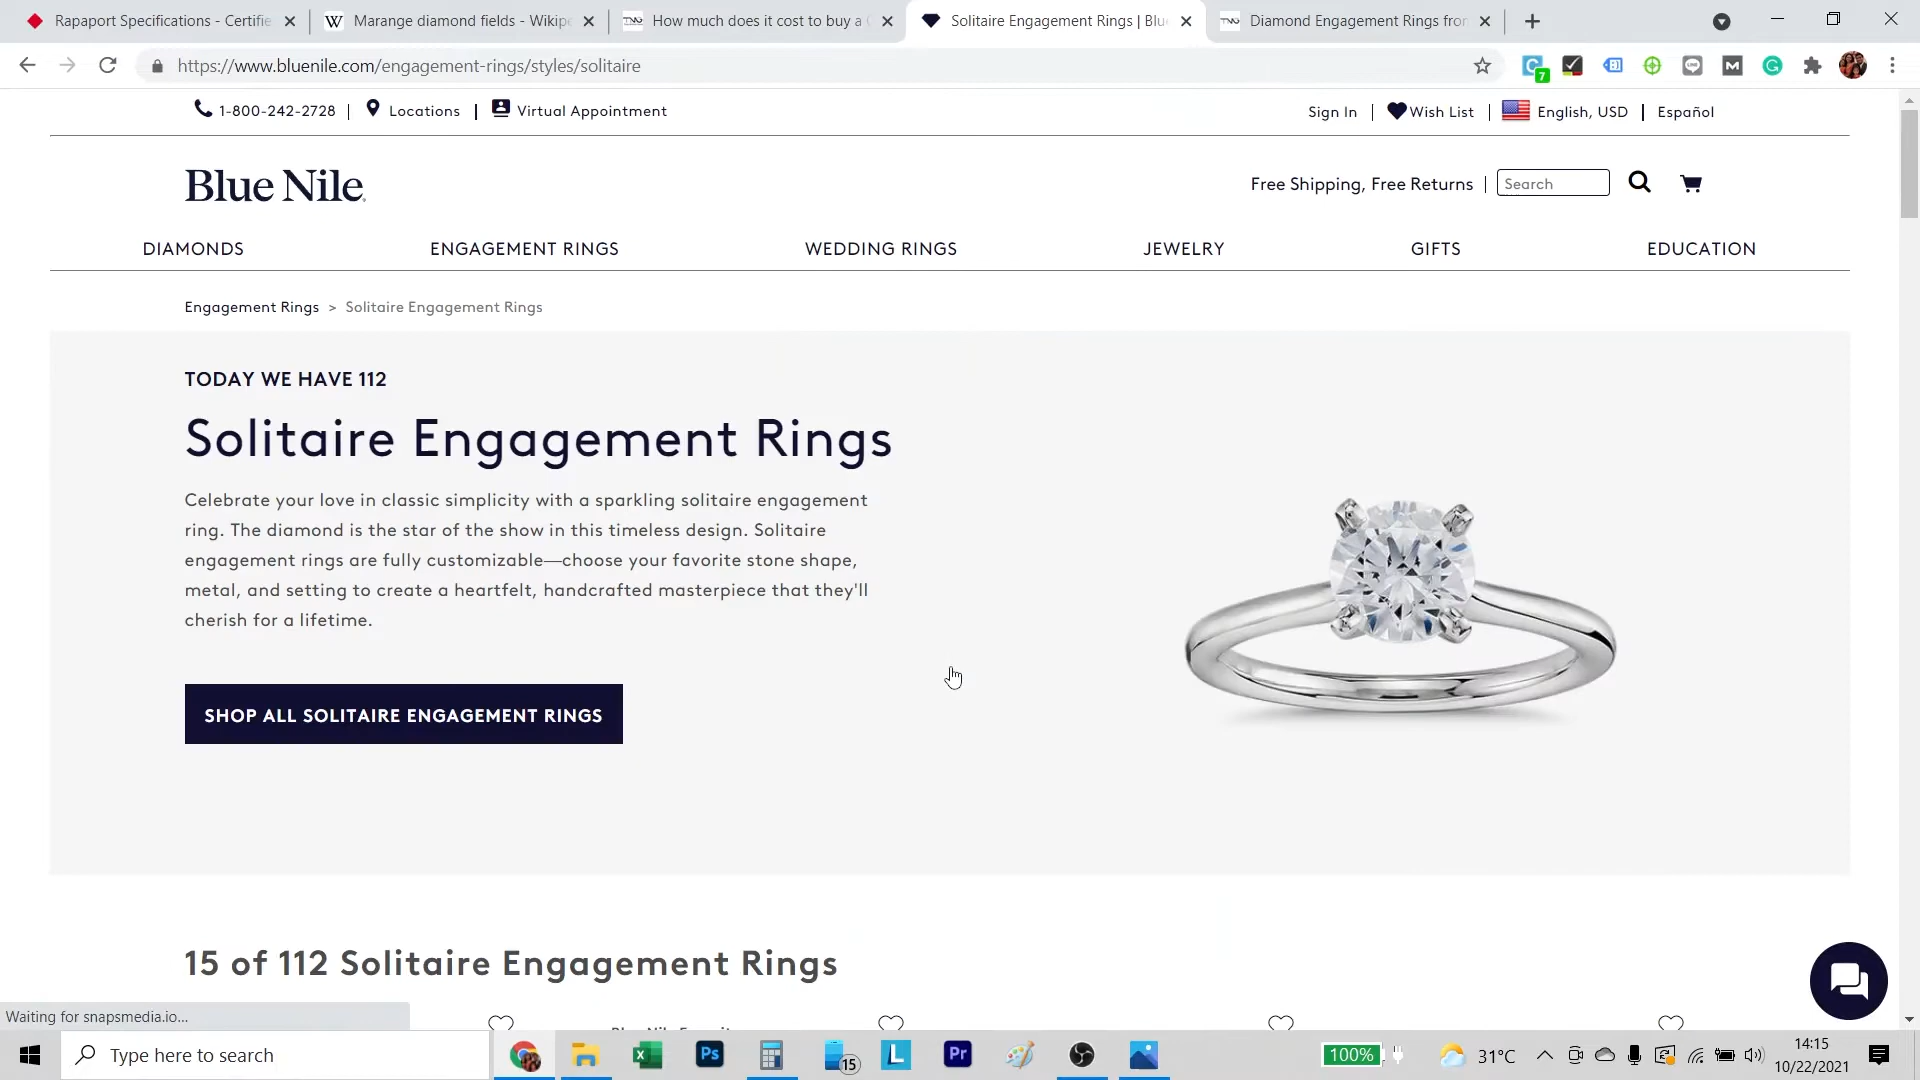 Rapaport Specifications - Certifie
Marange diamond fields - Wikipe
How much does it cost to buy a
Solitaire Engagement Rings | Blu
Diamond Engagement Rings from
https://www.bluenile.com/engagement-rings/styles/solitaire
7
1-800-242-2728 | Locations | Virtual Appointment
Sign In | Wish List | English, USD | Español
Blue Nile
Free Shipping, Free Returns | Search
DIAMONDS
ENGAGEMENT RINGS
WEDDING RINGS
JEWELRY
GIFTS
EDUCATION
Engagement Rings > Solitaire Engagement Rings
TODAY WE HAVE 112
Solitaire Engagement Rings
Celebrate your love in classic simplicity with a sparkling solitaire engagement
ring. The diamond is the star of the show in this timeless design. Solitaire
engagement rings are fully customizable—choose your favorite stone shape,
metal, and setting to create a heartfelt, handcrafted masterpiece that they'll
cherish for a lifetime.
SHOP ALL SOLITAIRE ENGAGEMENT RINGS
15 of 112 Solitaire Engagement Rings
Waiting for snapsmedia.io...
Type here to search
Ps
15
L
Pr
100%
31°C
14:15
10/22/2021